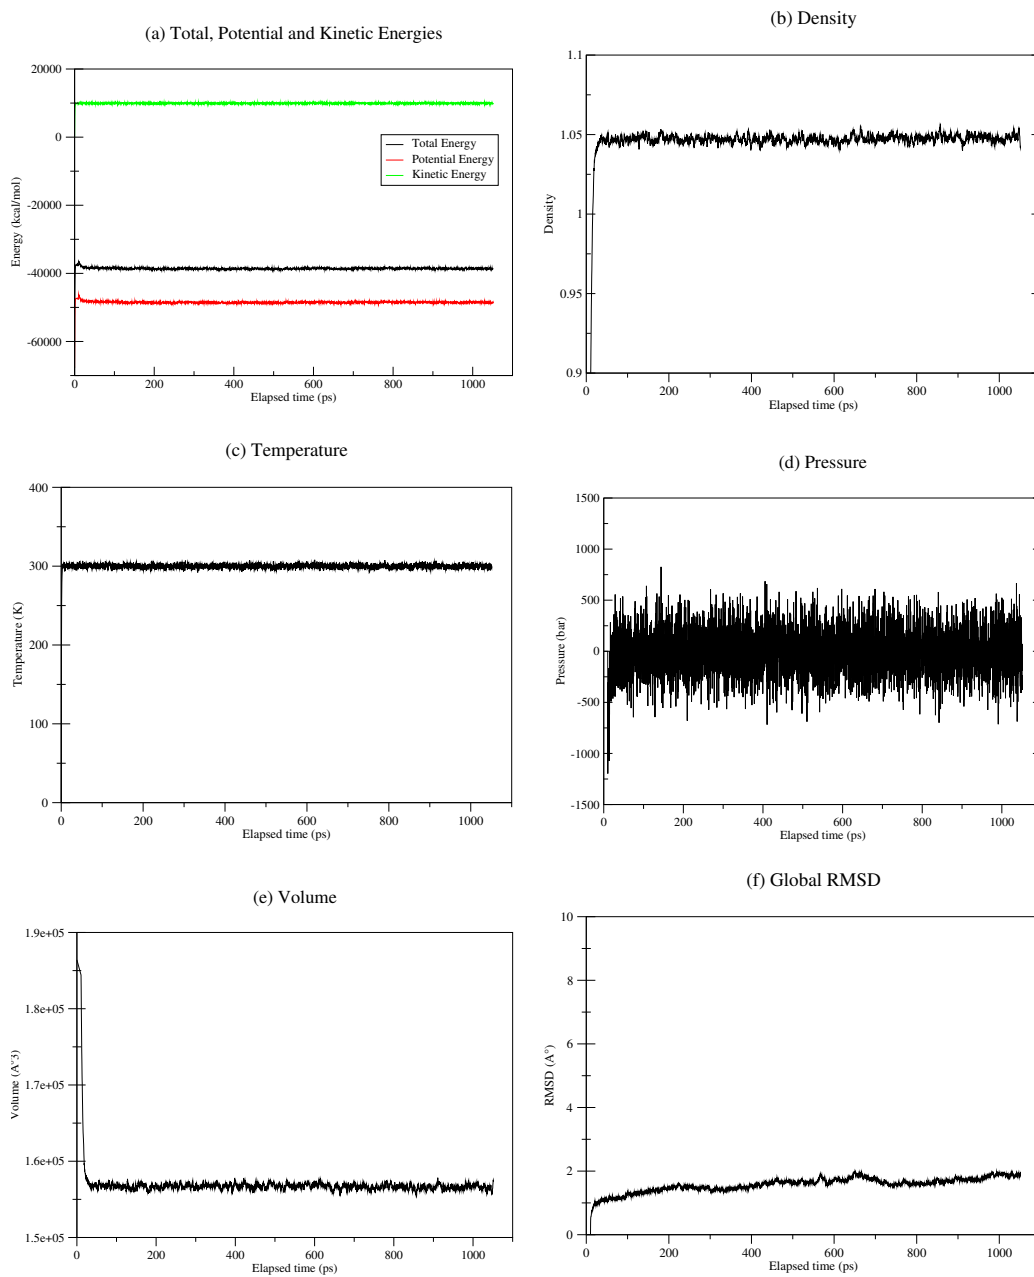 (a) Total, Potential and Kinetic Energies
20000
0
-20000
-40000
-60000
Energy (kcal/mol)
Total Energy
Potential Energy
Kinetic Energy
0 200 400 600 800 1000
Elapsed time (ps)
(b) Density
1.1
1.05
1
0.95
0.9
Density
0 200 400 600 800 1000
Elapsed time (ps)
(c) Temperature
400
300
200
100
0
Temperature (K)
0 200 400 600 800 1000
Elapsed time (ps)
(d) Pressure
1500
1000
500
0
-500
-1000
-1500
Pressure (bar)
0 200 400 600 800 1000
Elapsed time (ps)
(e) Volume
1.9e+05
1.8e+05
1.7e+05
1.6e+05
1.5e+05
Volume (A^3)
0 200 400 600 800 1000
Elapsed time (ps)
(f) Global RMSD
10
8
6
4
2
0
RMSD (A°)
0 200 400 600 800 1000
Elapsed time (ps)